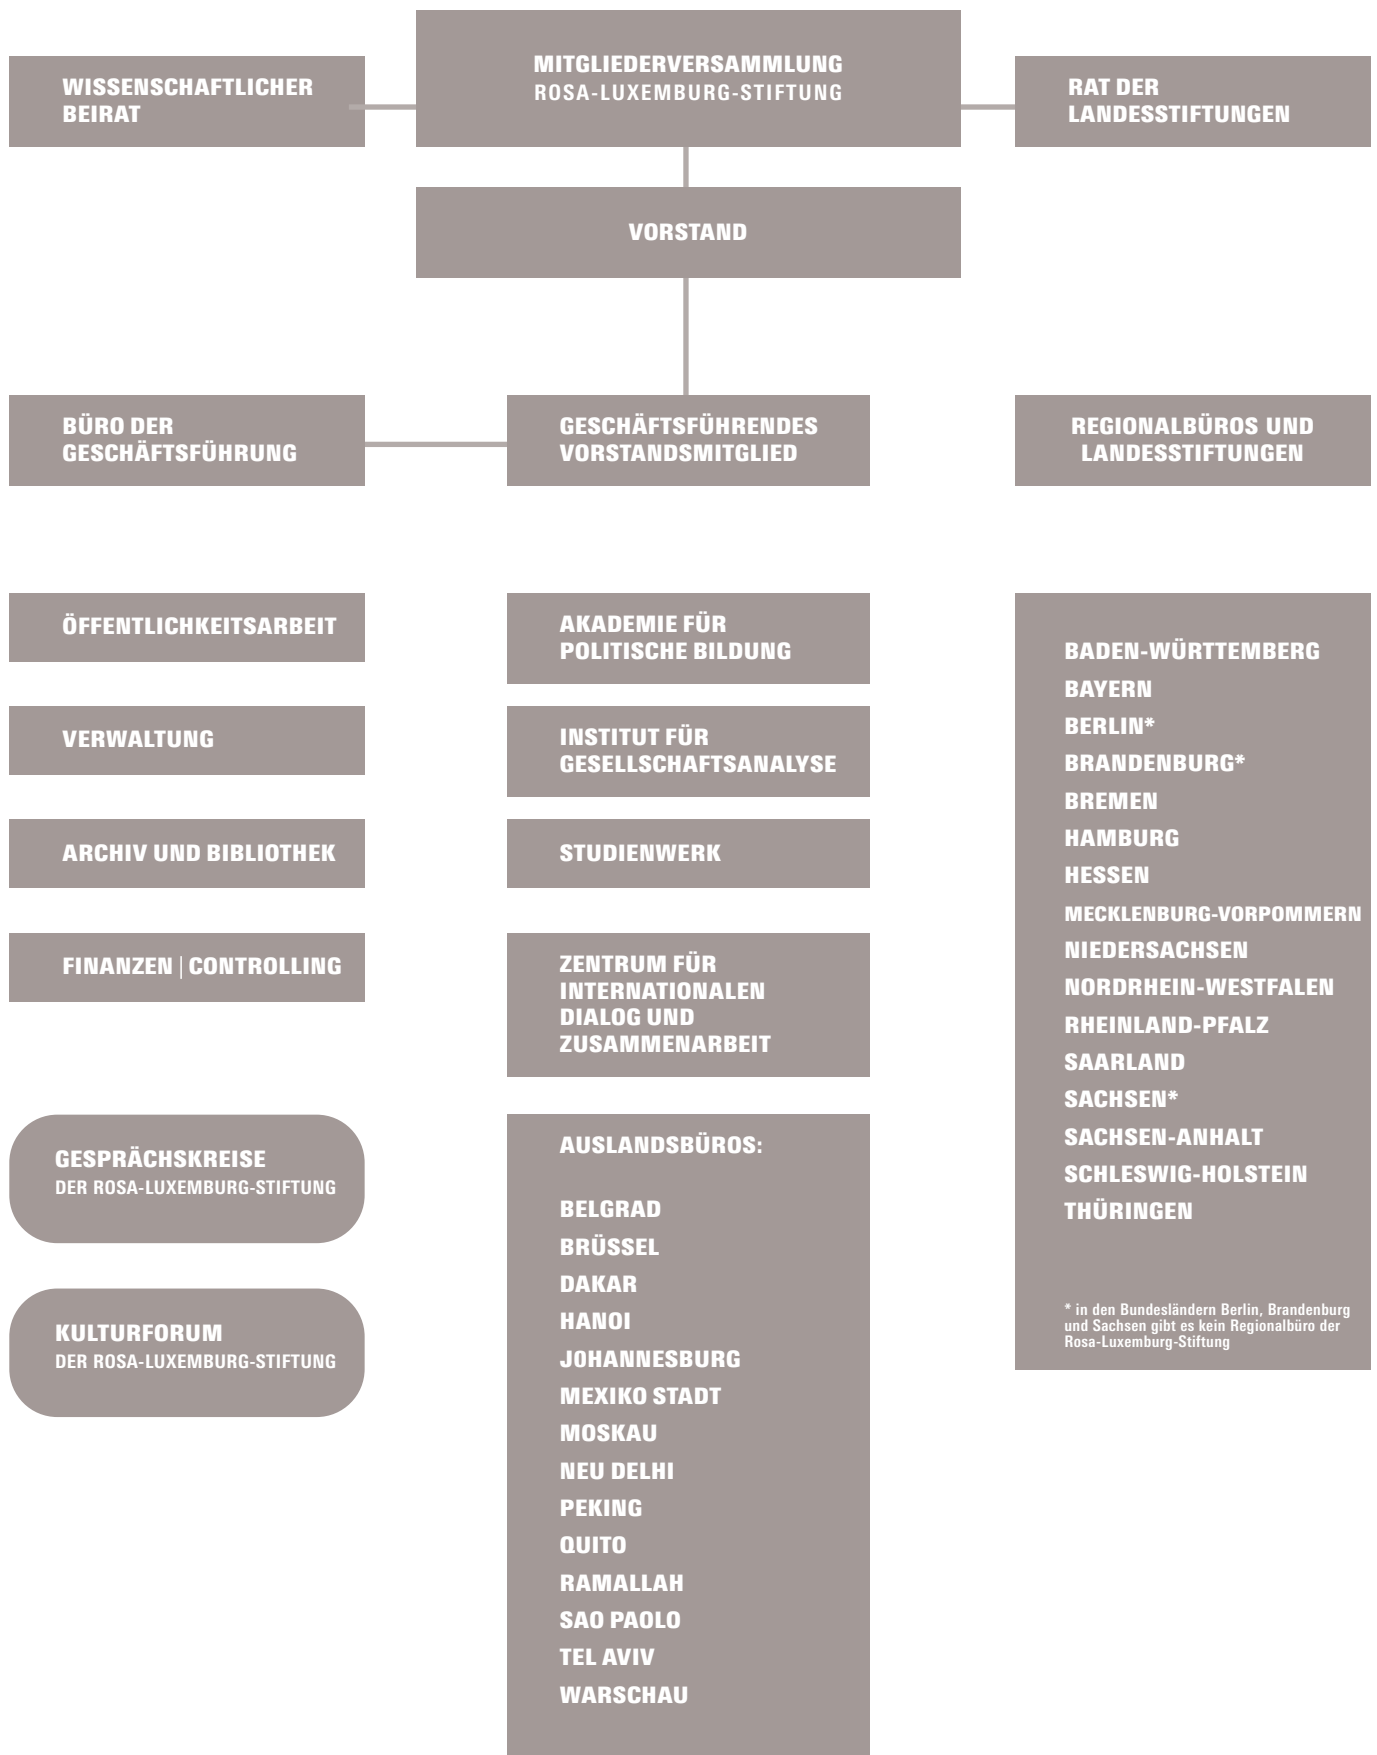 MITGLIEDERVERSAMMLUNG
ROSA-LUXEMBURG-STIFTUNG
WISSENSCHAFTLICHER
BEIRAT
RAT DER
LANDESSTIFTUNGEN
VORSTAND
BÜRO DER
GESCHÄFTSFÜHRUNG
GESCHÄFTSFÜHRENDES
VORSTANDSMITGLIED
REGIONALBÜROS UND
LANDESSTIFTUNGEN
ÖFFENTLICHKEITSARBEIT
VERWALTUNG
ARCHIV UND BIBLIOTHEK
FINANZEN | CONTROLLING
GESPRÄCHSKREISE
DER ROSA-LUXEMBURG-STIFTUNG
KULTURFORUM
DER ROSA-LUXEMBURG-STIFTUNG
AKADEMIE FÜR
POLITISCHE BILDUNG
INSTITUT FÜR
GESELLSCHAFTSANALYSE
STUDIENWERK
ZENTRUM FÜR
INTERNATIONALEN
DIALOG UND
ZUSAMMENARBEIT
AUSLANDSBÜROS:
BELGRAD
BRÜSSEL
DAKAR
HANOI
JOHANNESBURG
MEXIKO STADT
MOSKAU
NEU DELHI
PEKING
QUITO
RAMALLAH
SAO PAOLO
TEL AVIV
WARSCHAU
BADEN-WÜRTTEMBERG
BAYERN
BERLIN*
BRANDENBURG*
BREMEN
HAMBURG
HESSEN
MECKLENBURG-VORPOMMERN
NIEDERSACHSEN
NORDRHEIN-WESTFALEN
RHEINLAND-PFALZ
SAARLAND
SACHSEN*
SACHSEN-ANHALT
SCHLESWIG-HOLSTEIN
THÜRINGEN
* in den Bundesländern Berlin, Brandenburg
und Sachsen gibt es kein Regionalbüro der
Rosa-Luxemburg-Stiftung